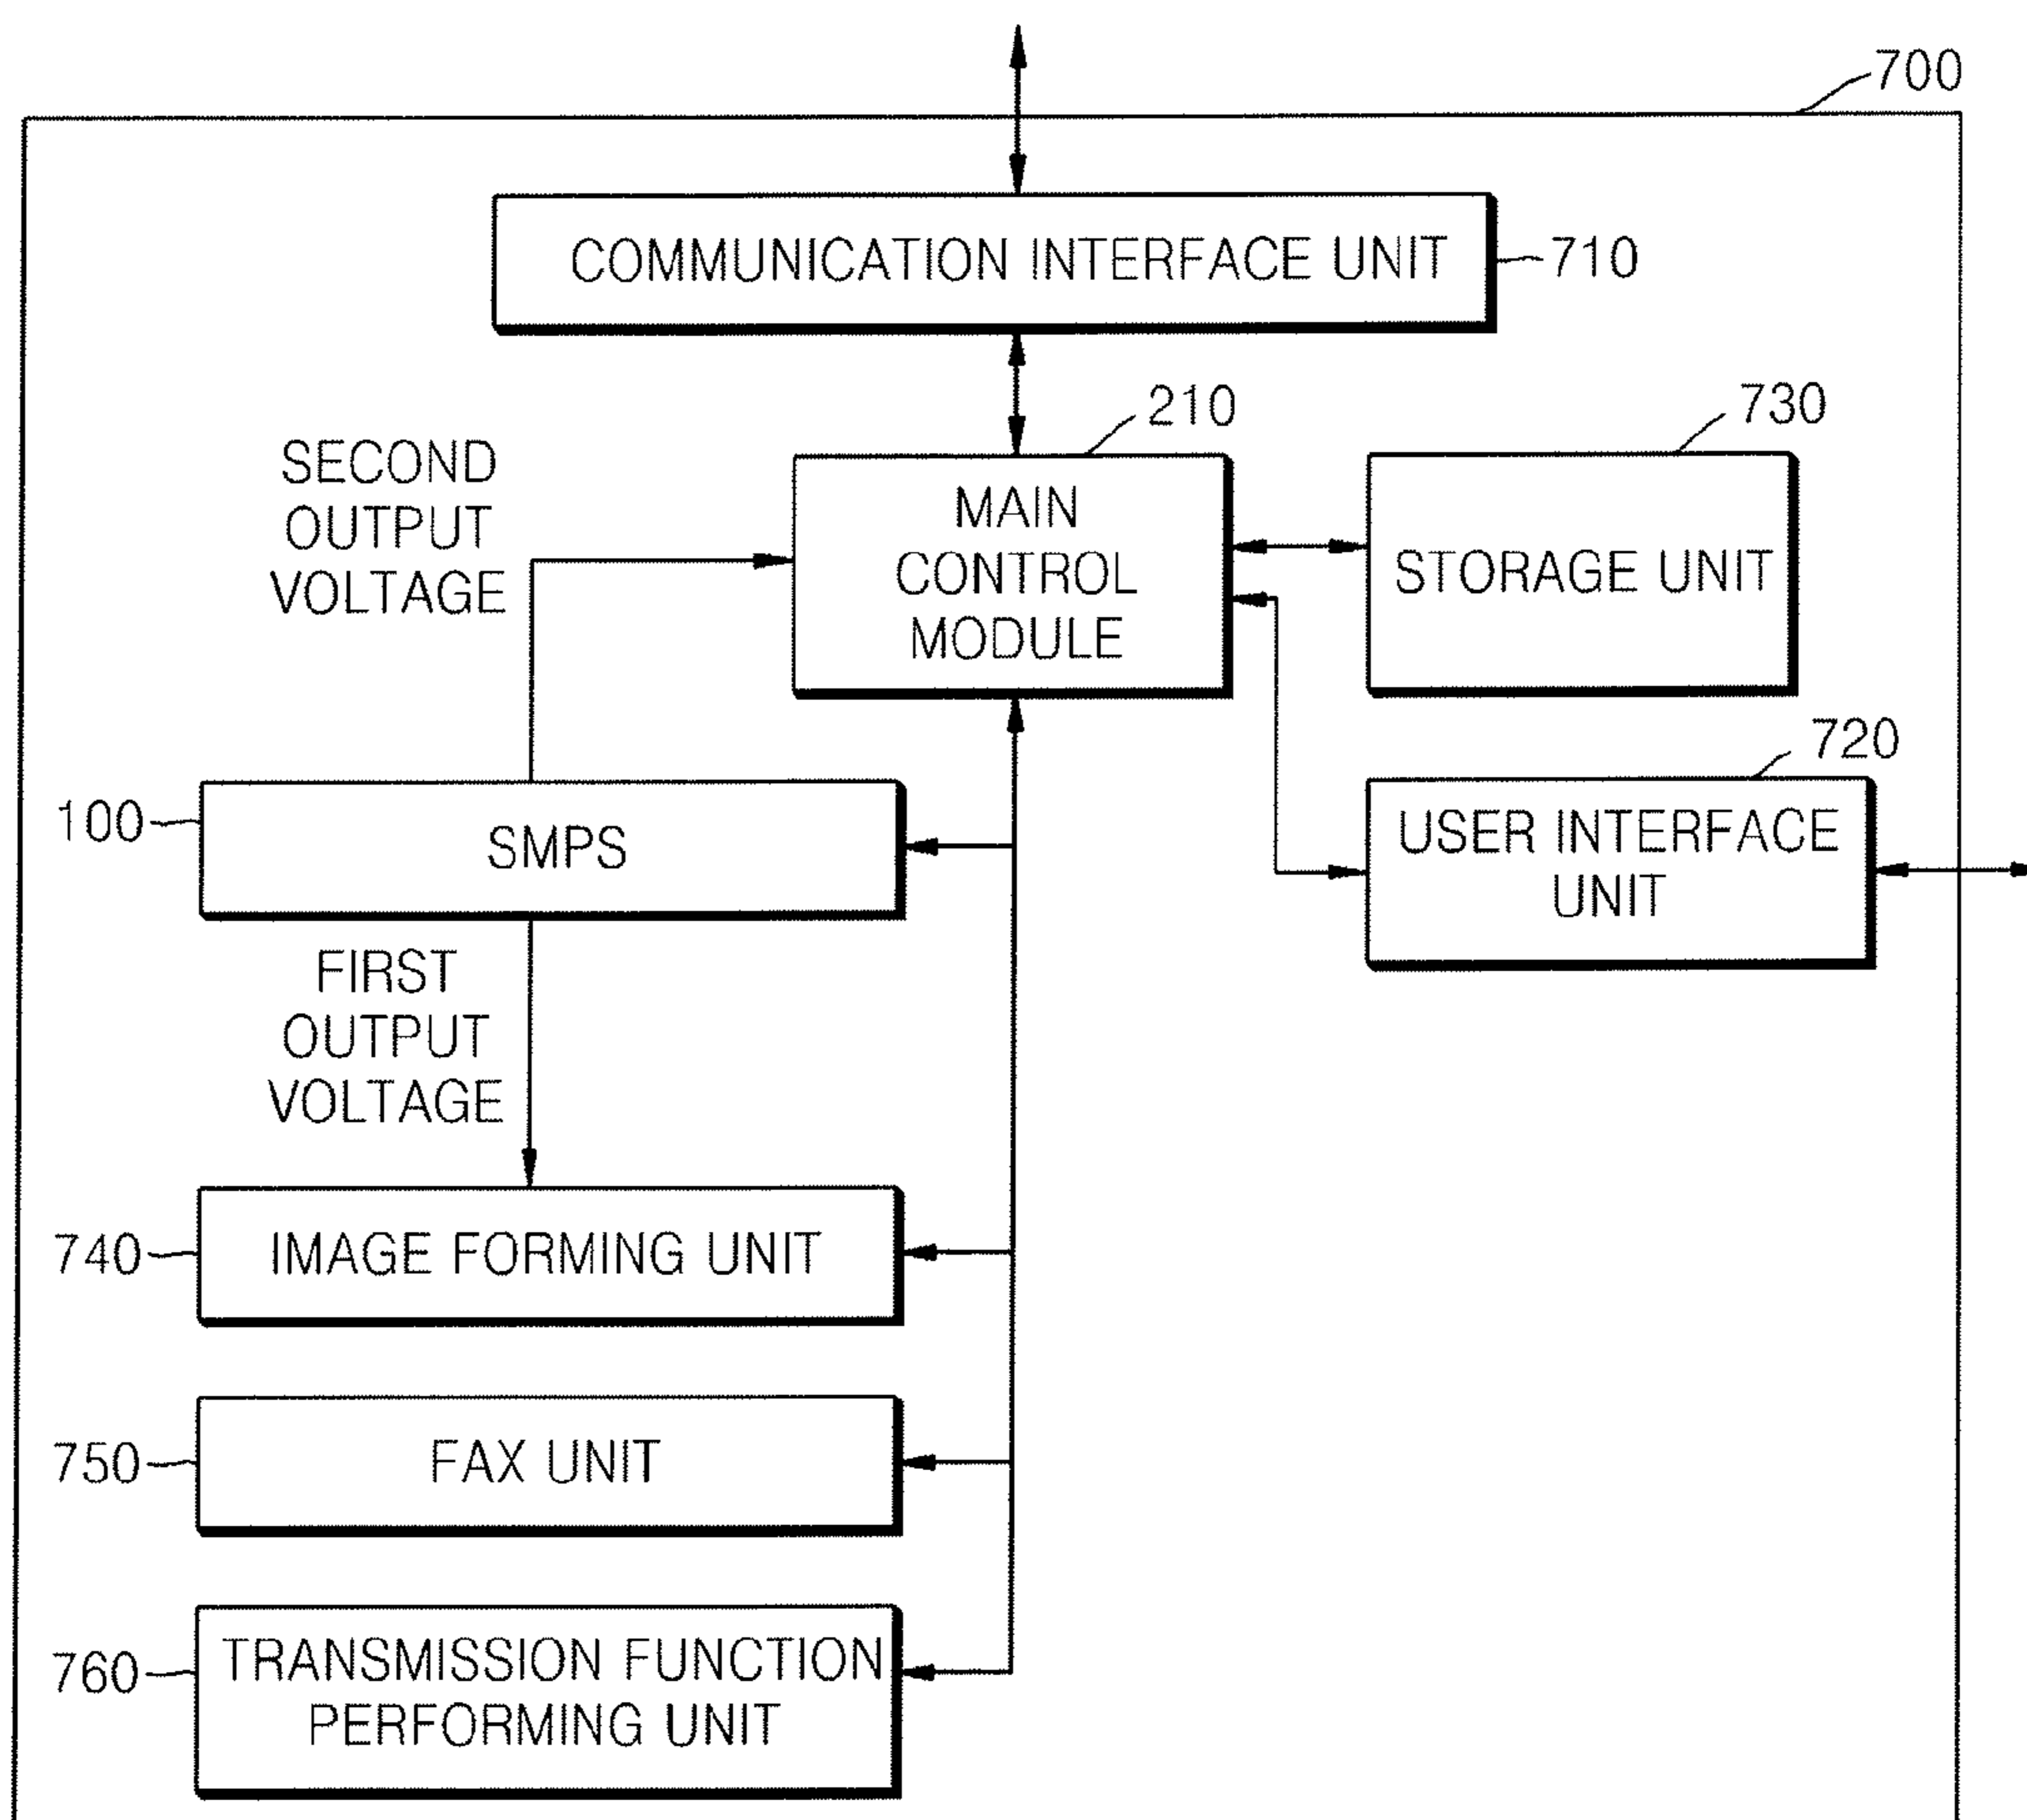 700
COMMUNICATION INTERFACE UNIT
710
210
730
SECOND
OUTPUT
VOLTAGE
MAIN
CONTROL
MODULE
STORAGE UNIT
720
100
SMPS
USER INTERFACE
UNIT
FIRST
OUTPUT
VOLTAGE
740
IMAGE FORMING UNIT
750
FAX UNIT
760
TRANSMISSION FUNCTION
PERFORMING UNIT